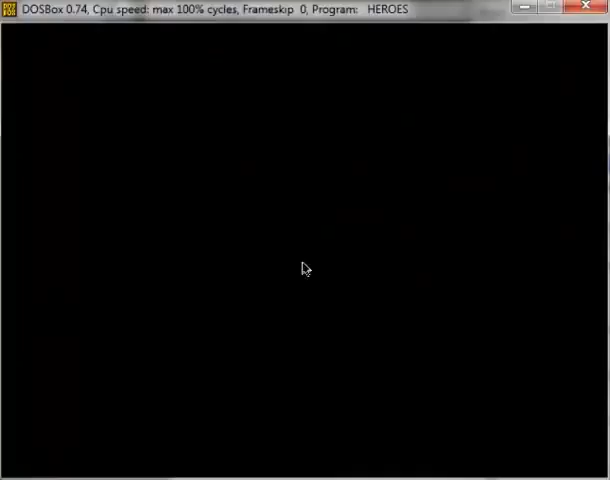 DOSBox 0.74, Cpu speed: max 100% cycles, Frameskip 0, Program: HEROES